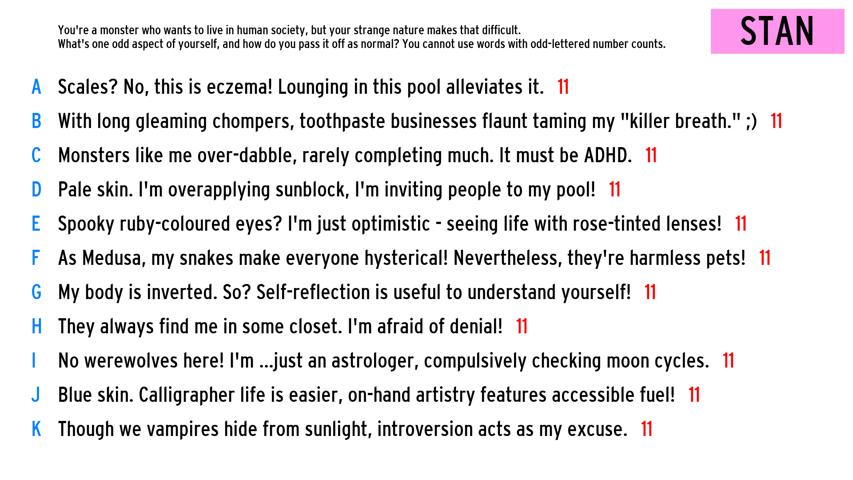 You're a monster who wants to live in human society, but your strange nature makes that difficult.
What's one odd aspect of yourself, and how do you pass it off as normal? You cannot use words with odd-lettered number counts.
STAN
A Scales? No, this is eczema! Lounging in this pool alleviates it. 11
B With long gleaming chompers, toothpaste businesses flaunt taming my "killer breath." ;) 11
C Monsters like me over-dabble, rarely completing much. It must be ADHD. 11
D Pale skin. I'm overapplying sunblock, I'm inviting people to my pool! 11
E Spooky ruby-coloured eyes? I'm just optimistic - seeing life with rose-tinted lenses! 11
F As Medusa, my snakes make everyone hysterical! Nevertheless, they're harmless pets! 11
G My body is inverted. So? Self-reflection is useful to understand yourself! 11
H They always find me in some closet. I'm afraid of denial! 11
I No werewolves here! I'm ...just an astrologer, compulsively checking moon cycles. 11
J Blue skin. Calligrapher life is easier, on-hand artistry features accessible fuel! 11
K Though we vampires hide from sunlight, introversion acts as my excuse. 11